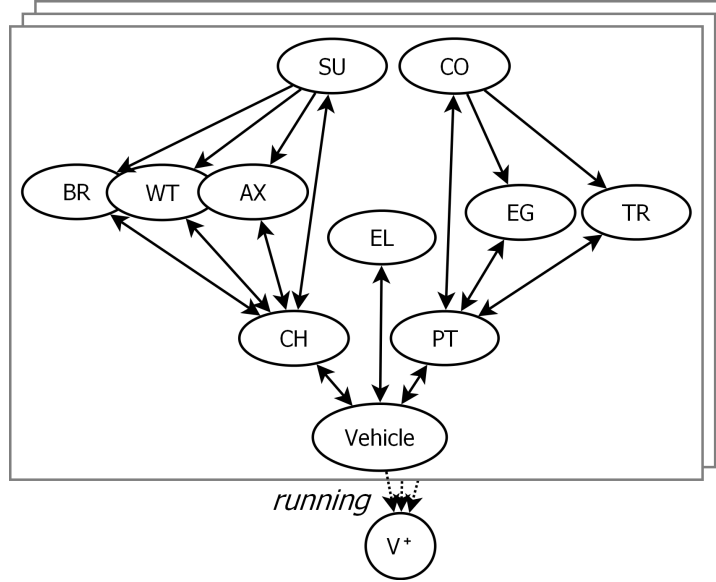 SU
CO
BR
WT
AX
EG
TR
EL
CH
PT
Vehicle
running
V⁺